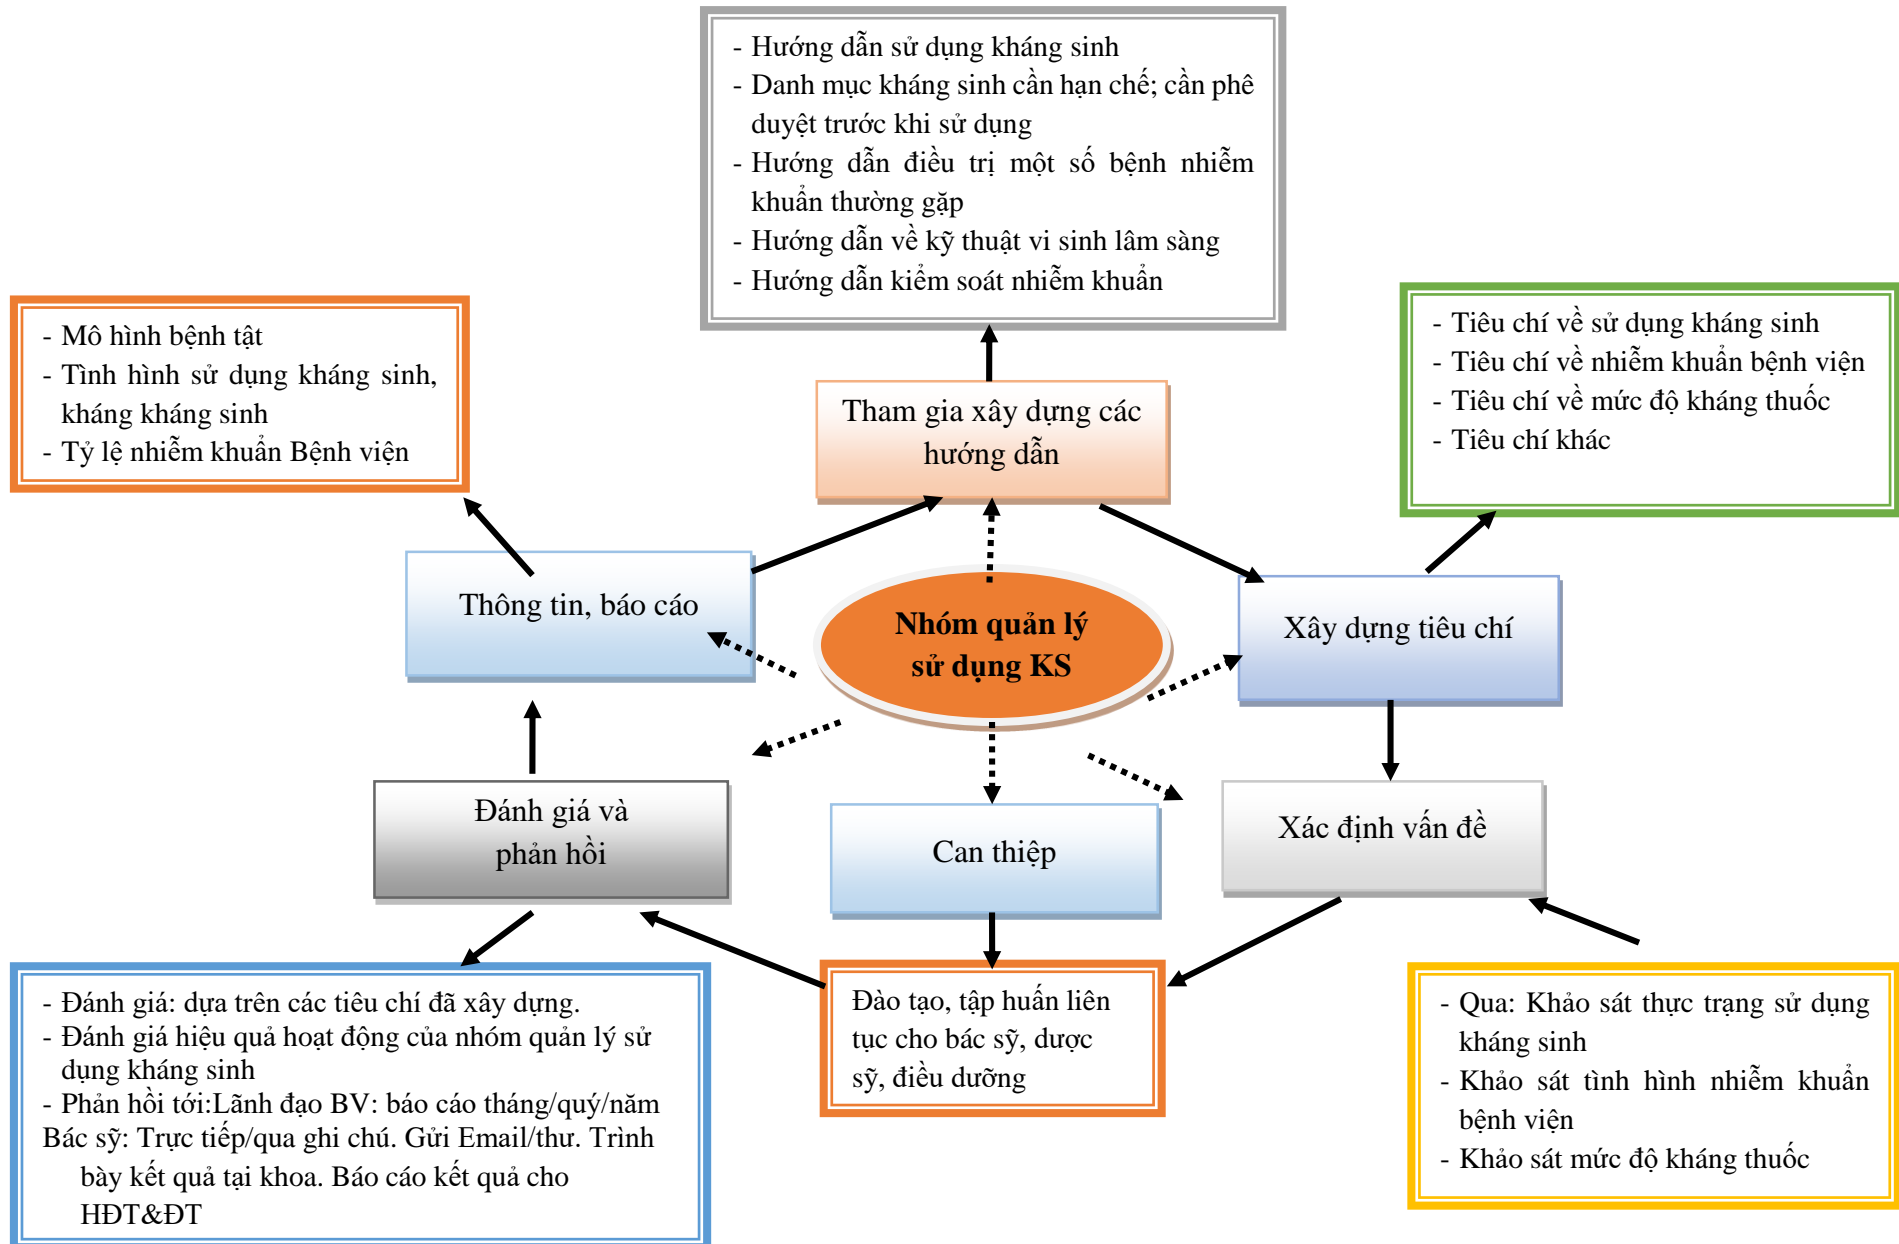 - Hướng dẫn sử dụng kháng sinh
- Danh mục kháng sinh cần hạn chế; cần phê
duyệt trước khi sử dụng
- Hướng dẫn điều trị một số bệnh nhiễm
khuẩn thường gặp
- Hướng dẫn về kỹ thuật vi sinh lâm sàng
- Hướng dẫn kiểm soát nhiễm khuẩn
- Mô hình bệnh tật
- Tình hình sử dụng kháng sinh,
kháng kháng sinh
- Tỷ lệ nhiễm khuẩn Bệnh viện
- Tiêu chí về sử dụng kháng sinh
- Tiêu chí về nhiễm khuẩn bệnh viện
- Tiêu chí về mức độ kháng thuốc
- Tiêu chí khác
Tham gia xây dựng các
hướng dẫn
Thông tin, báo cáo
Nhóm quản lý
sử dụng KS
Xây dựng tiêu chí
Đánh giá và
phản hồi
Can thiệp
Xác định vấn đề
- Đánh giá: dựa trên các tiêu chí đã xây dựng.
- Đánh giá hiệu quả hoạt động của nhóm quản lý sử
dụng kháng sinh
- Phản hồi tới:Lãnh đạo BV: báo cáo tháng/quý/năm
Bác sỹ: Trực tiếp/qua ghi chú. Gửi Email/thư. Trình
bày kết quả tại khoa. Báo cáo kết quả cho
HĐT&ĐT
Đào tạo, tập huấn liên
tục cho bác sỹ, dược
sỹ, điều dưỡng
- Qua: Khảo sát thực trạng sử dụng
kháng sinh
- Khảo sát tình hình nhiễm khuẩn
bệnh viện
- Khảo sát mức độ kháng thuốc